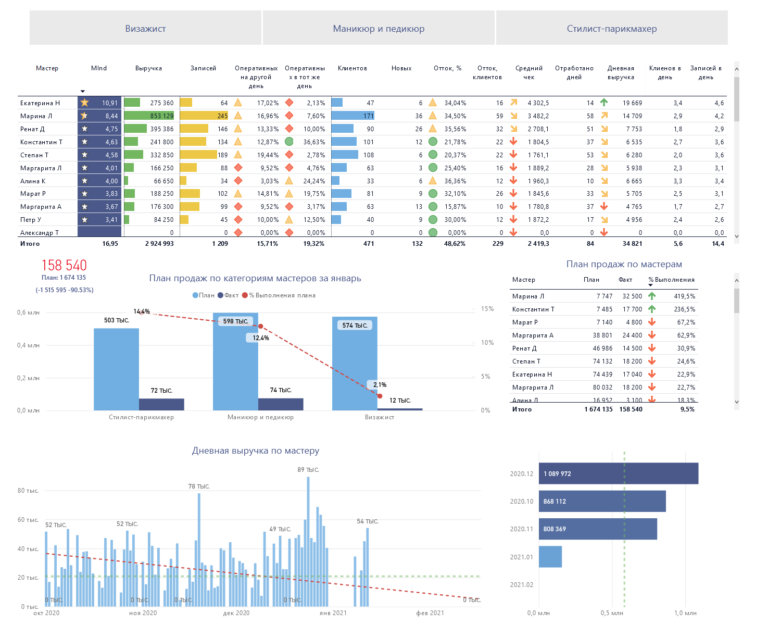 Визажист Маникюр и педикюр Стилист-парикмахер
Мастер MInd Выручка Записей Оперативных на другой день Оперативных в тот же день Клиентов Новых Отток, % Отток, клиентов Средний чек Отработано дней Дневная выручка Клиенов в день Записей в день
Екатерина Н 10,91 275 360 64 17,02% 2,13% 47 6 34,04% 16 4 302,5 14 19 669 3,4 4,6
Марина Л 8,44 853 129 245 16,96% 7,60% 171 36 34,50% 59 3 482,2 58 14 709 2,9 4,2
Ренат Д 4,75 395 386 146 13,33% 10,00% 90 26 35,56% 32 2 708,1 51 7 753 1,8 2,9
Константин Т 4,63 241 800 134 12,87% 36,63% 101 12 21,78% 22 1 804,5 37 6 535 2,7 3,6
Степан Т 4,58 332 850 189 19,44% 2,78% 108 6 20,37% 22 1 761,1 53 6 280 2,0 3,6
Маргарита Л 4,01 166 250 88 9,52% 4,76% 63 3 25,40% 16 1 889,2 28 5 938 2,3 3,1
Алина К 4,00 66 650 34 3,03% 24,24% 33 6 36,36% 12 1 960,3 10 6 665 3,3 3,4
Марат Р 3,83 188 250 102 14,81% 19,75% 81 9 32,10% 26 1 845,6 33 5 705 2,5 3,1
Маргарита А 3,67 176 300 99 9,52% 3,17% 63 13 15,87% 10 1 780,8 37 4 765 1,7 2,7
Петр У 3,41 84 250 45 10,00% 12,50% 40 9 30,00% 12 1 872,2 17 4 956 2,4 2,6
Александр Т 0 0 0,00% 0,00% 0 0 0,00% 0 0,0 0 0 0,0 0,0
Итого 16,95 2 924 993 1 209 15,71% 19,32% 471 132 48,62% 229 2 419,3 84 34 821 5,6 14,4
158 540
План: 1 674 135
(-1 515 595 -90.53%)
План продаж по категориям мастеров за январь
План Факт % Выполнения плана
0,6 млн
0,4 млн
0,2 млн
0,0 млн
503 ТЫС.
14,4%
72 ТЫС.
598 ТЫС.
12,4%
74 ТЫС.
574 ТЫС.
2,1%
12 ТЫС.
15%
10%
5%
0%
Стилист-парикмахер Маникюр и педикюр Визажист
План продаж по мастерам
Мастер План Факт % Выполнения
Марина Л 7 747 32 500 419,5%
Константин Т 7 485 17 700 236,5%
Марат Р 7 140 4 800 67,2%
Маргарита А 38 801 24 400 62,9%
Ренат Д 46 986 14 500 30,9%
Степан Т 74 132 18 200 24,6%
Екатерина Н 74 439 17 040 22,9%
Маргарита Л 80 032 18 200 22,7%
Алина Л 16 952 3 100 18,3%
Итого 1 674 135 158 540 9,5%
Дневная выручка по мастеру
80 тыс.
60 тыс.
40 тыс.
20 тыс.
0 тыс.
52 ТЫС.
52 ТЫС.
78 ТЫС.
49 ТЫС.
89 ТЫС.
54 ТЫС.
0 ТЫС. 0 ТЫС. 0 ТЫС. 0 ТЫС. 0 ТЫС.
окт 2020 ноя 2020 дек 2020 янв 2021 фев 2021
2020.12 1 089 972
2020.10 868 112
2020.11 808 369
2021.01
2021.02
0,0 млн 0,5 млн 1,0 млн